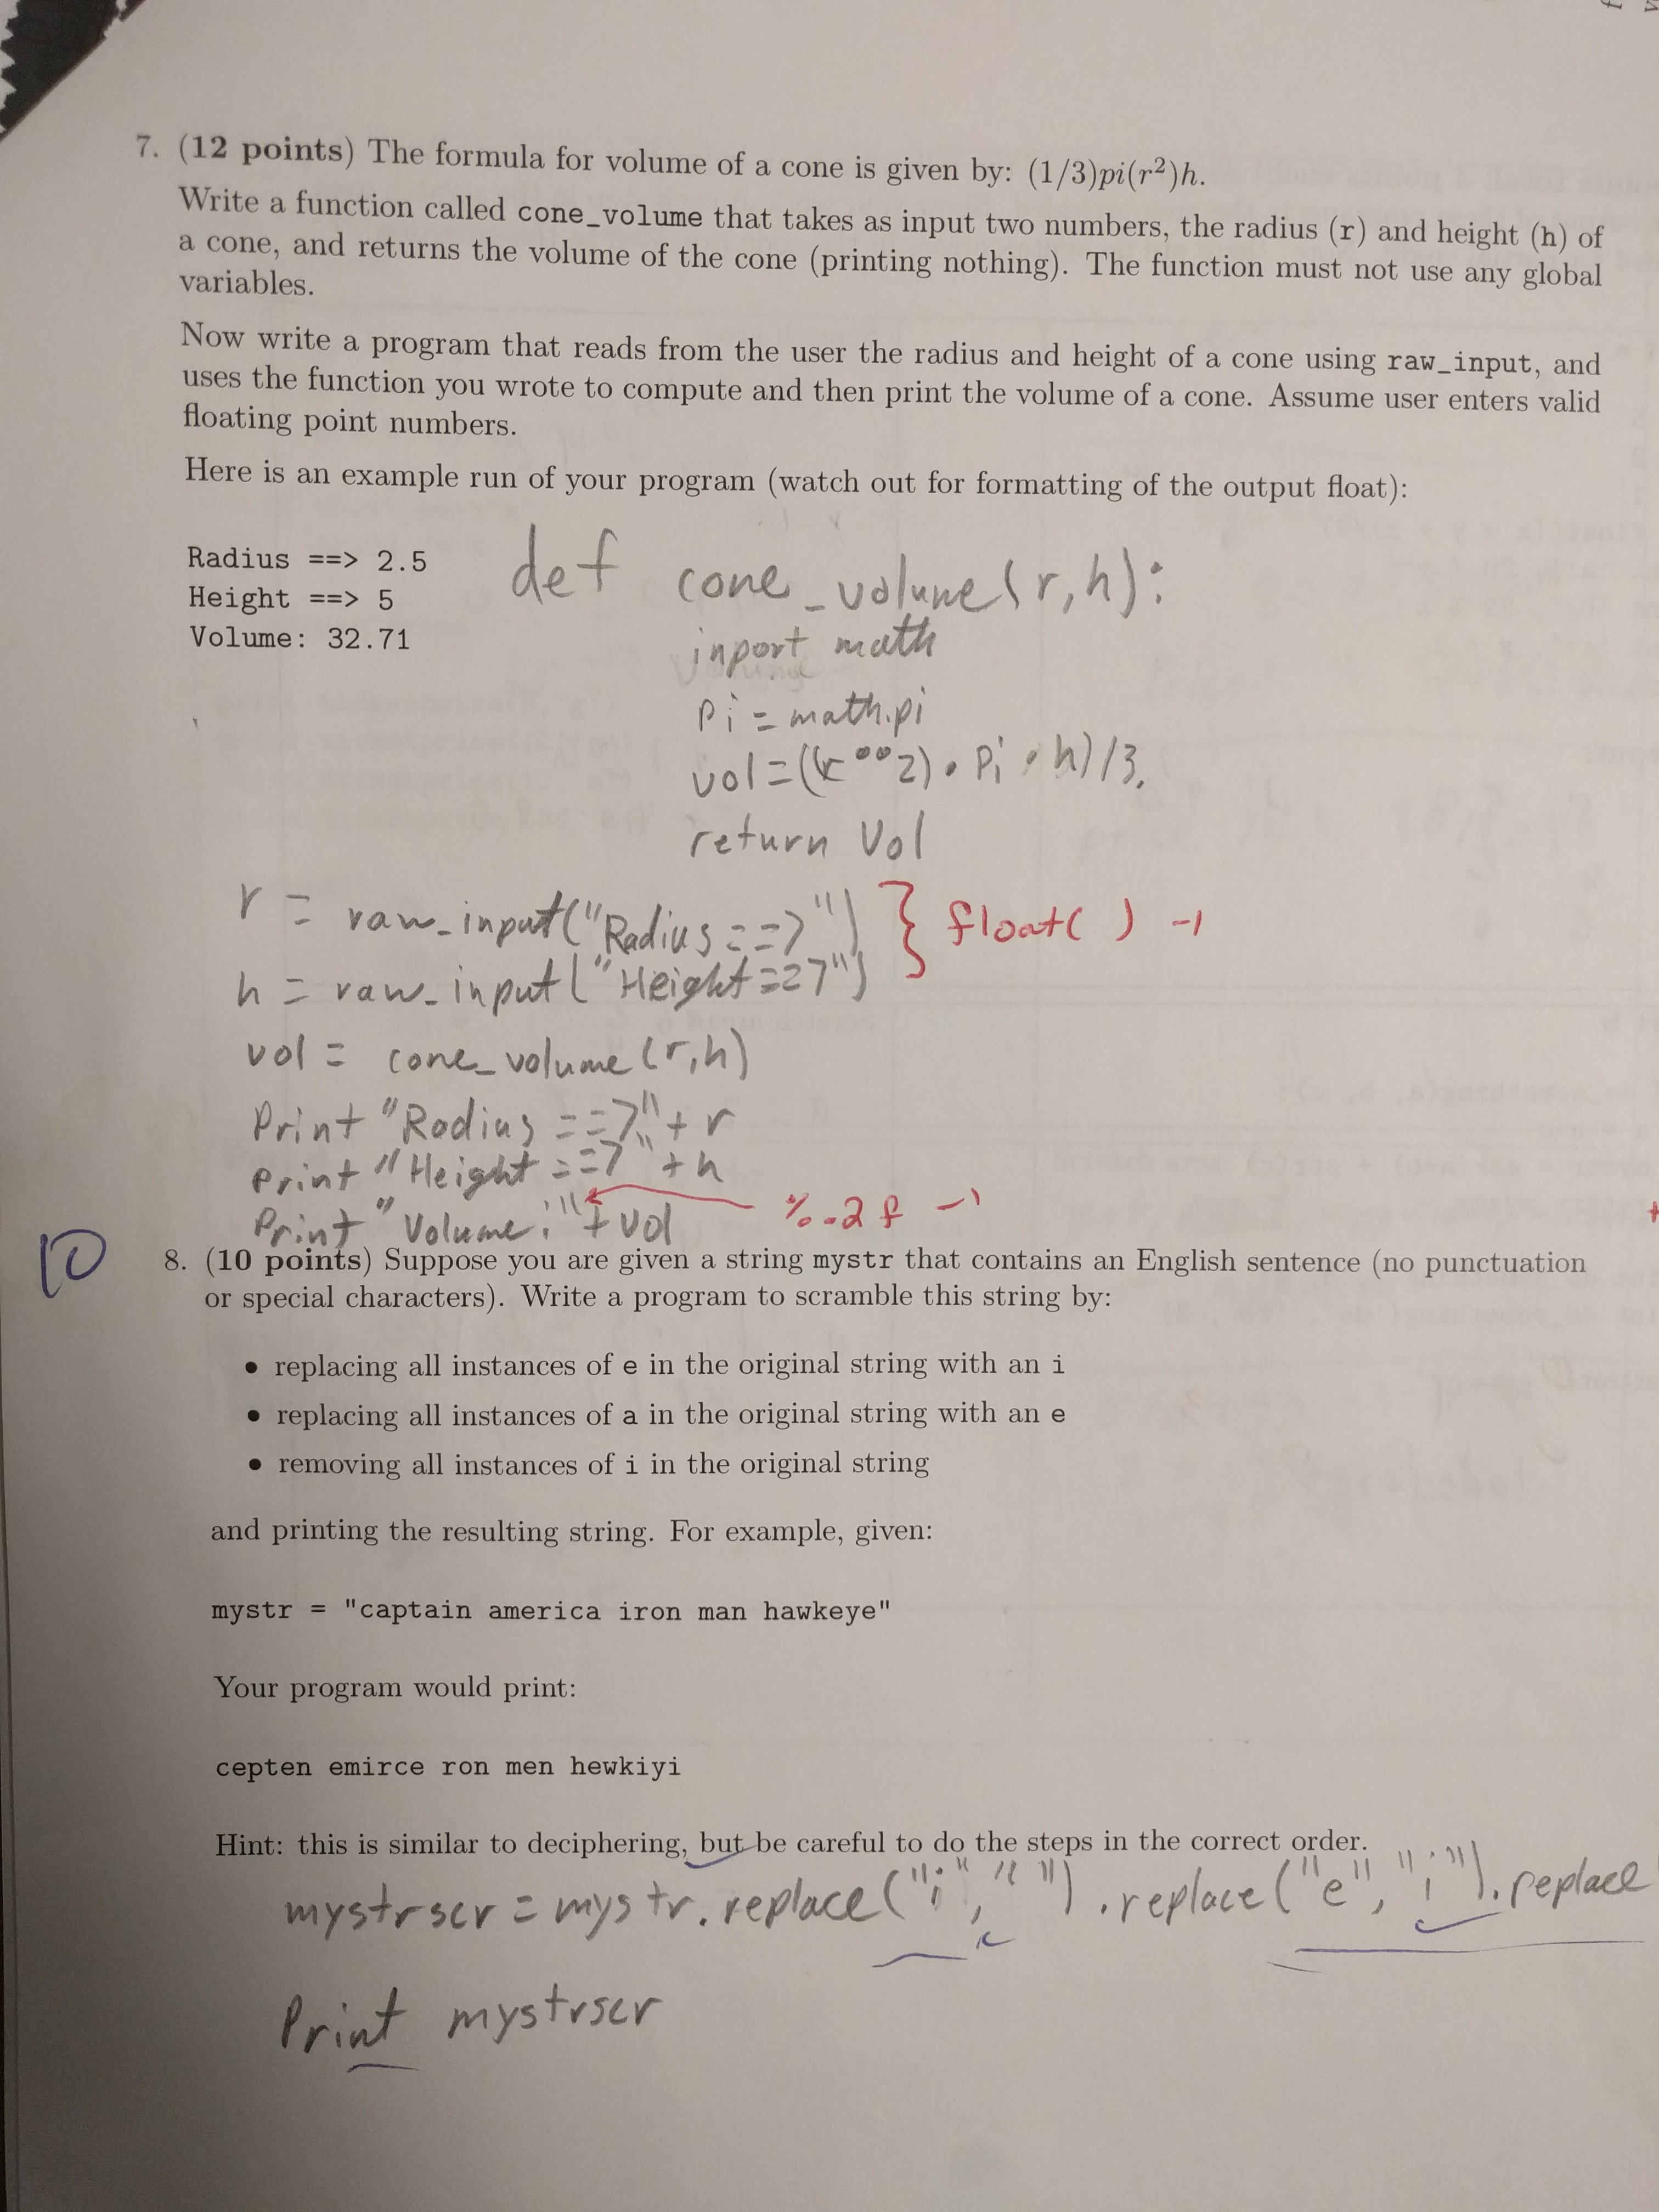 7. (12 points) The formula for volume of a cone is given by: (1/3)pi(r²)h.
Write a function called cone_volume that takes as input two numbers, the radius (r) and height (h) of
a cone, and returns the volume of the cone (printing nothing). The function must not use any global
variables.
Now write a program that reads from the user the radius and height of a cone using raw_input, and
uses the function you wrote to compute and then print the volume of a cone. Assume user enters valid
floating point numbers.
Here is an example run of your program (watch out for formatting of the output float):
Radius ==> 2.5
Height ==> 5
Volume: 32.71
def cone_volume(r,h):
inport math
pi = math.pi
vol = ((r**2) * Pi * h)/3.
return Vol
r = raw_input("Radius==>") } float( ) -1
h = raw_input("Height==>")
vol = cone_volume(r,h)
Print "Radius ==>" + r
print "Height ==>" + h
Print "Volume:" + vol %.2f -1
10
8. (10 points) Suppose you are given a string mystr that contains an English sentence (no punctuation
or special characters). Write a program to scramble this string by:
• replacing all instances of e in the original string with an i
• replacing all instances of a in the original string with an e
• removing all instances of i in the original string
and printing the resulting string. For example, given:
mystr = "captain america iron man hawkeye"
Your program would print:
cepten emirce ron men hewkiyi
Hint: this is similar to deciphering, but be careful to do the steps in the correct order.
mystrscr = mystr.replace("i", "").replace("e", "i").replace
Print mystrscr